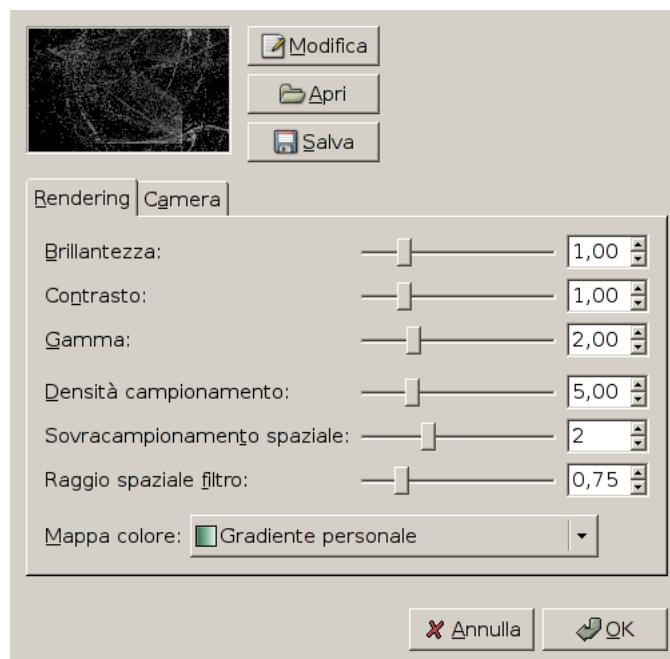 Modifica
Apri
Salva
Rendering Camera
Brillantezza: 1,00
Contrasto: 1,00
Gamma: 2,00
Densità campionamento: 5,00
Sovracampionamento spaziale: 2
Raggio spaziale filtro: 0,75
Mappa colore: Gradiente personale
Annulla OK